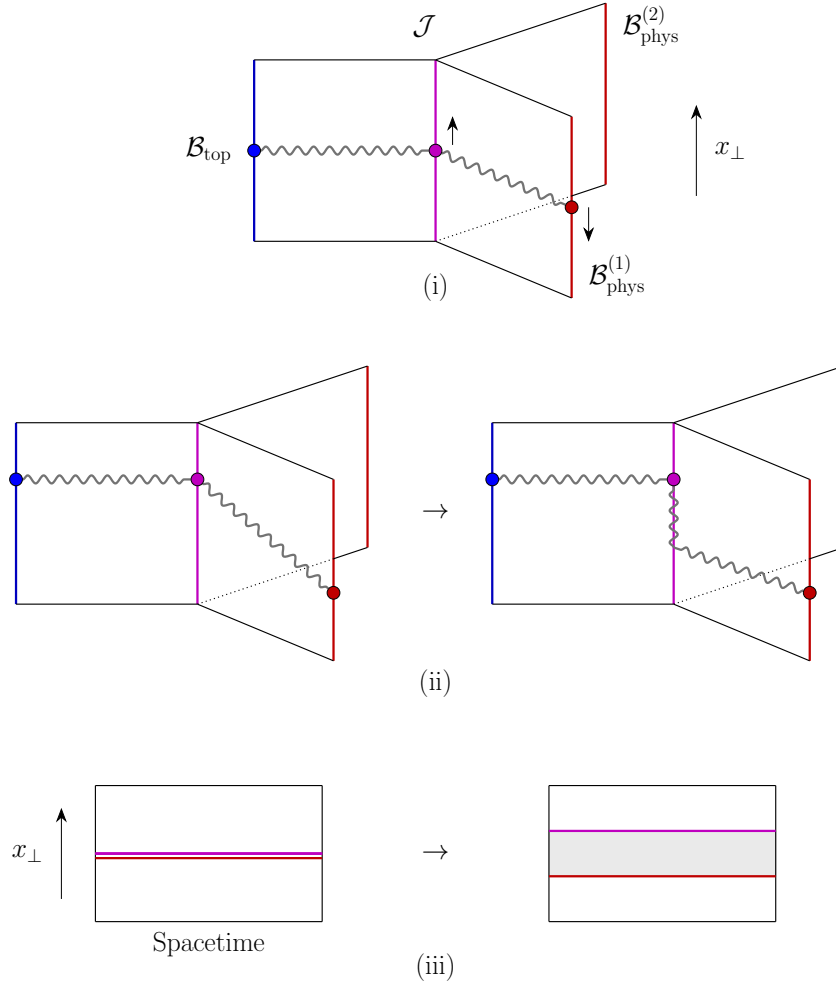 𝒥
ℬ_phys^(2)
ℬ_top
x_⊥
ℬ_phys^(1)
(i)
→
(ii)
x_⊥
→
Spacetime
(iii)